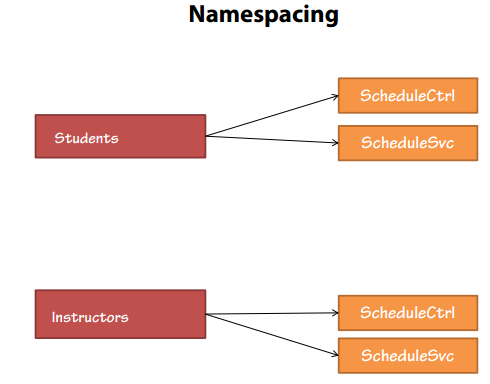 Namespacing
ScheduleCtrl
Students
ScheduleSvc
Instructors
ScheduleCtrl
ScheduleSvc